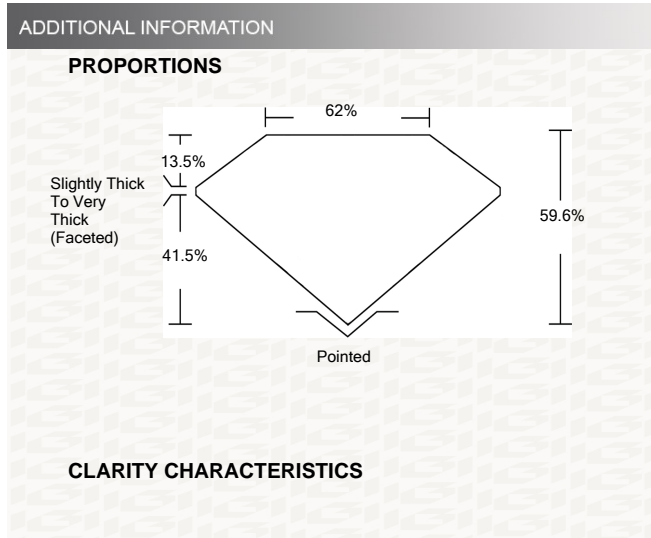 ADDITIONAL INFORMATION
PROPORTIONS
62%
13.5%
Slightly Thick
To Very
Thick
(Faceted)
59.6%
41.5%
Pointed
CLARITY CHARACTERISTICS